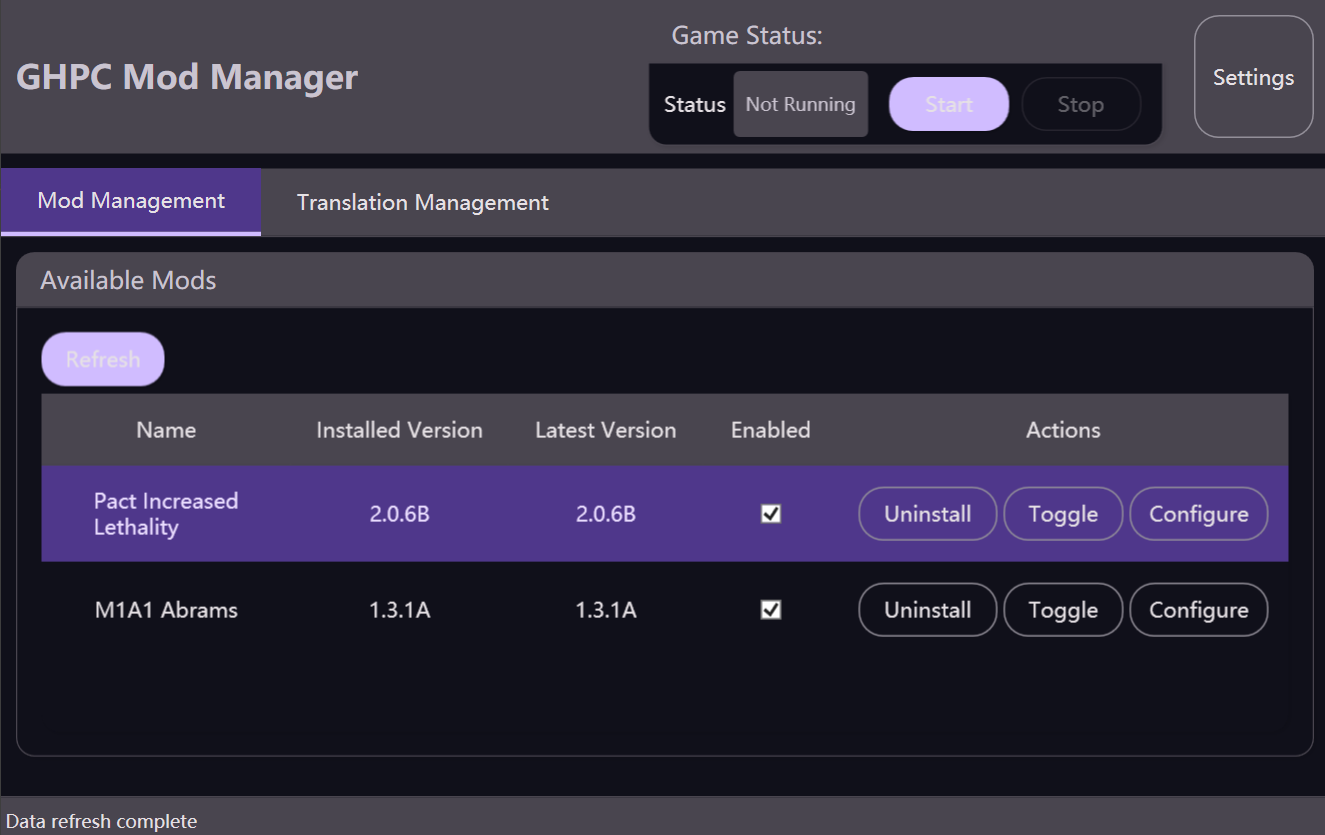 GHPC Mod Manager
Game Status:
Status Not Running Start Stop
Settings
Mod Management Translation Management
Available Mods
Refresh
Name Installed Version Latest Version Enabled Actions
Pact Increased
Lethality
2.0.6B 2.0.6B Uninstall Toggle Configure
M1A1 Abrams 1.3.1A 1.3.1A Uninstall Toggle Configure
Data refresh complete